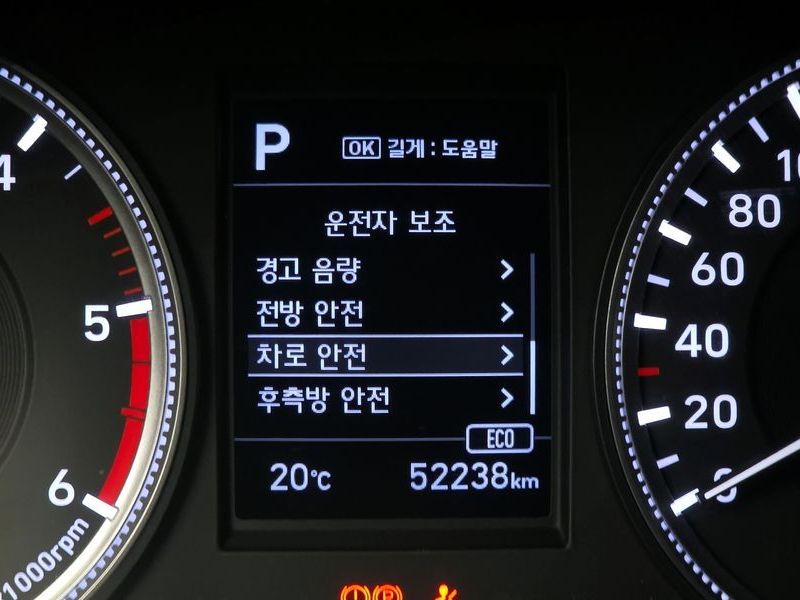 P
OK 길게 : 도움말
운전자 보조
경고 음량
전방 안전
차로 안전
후측방 안전
ECO
20℃
52238km
4
5
6
x1000rpm
80
60
40
20
0